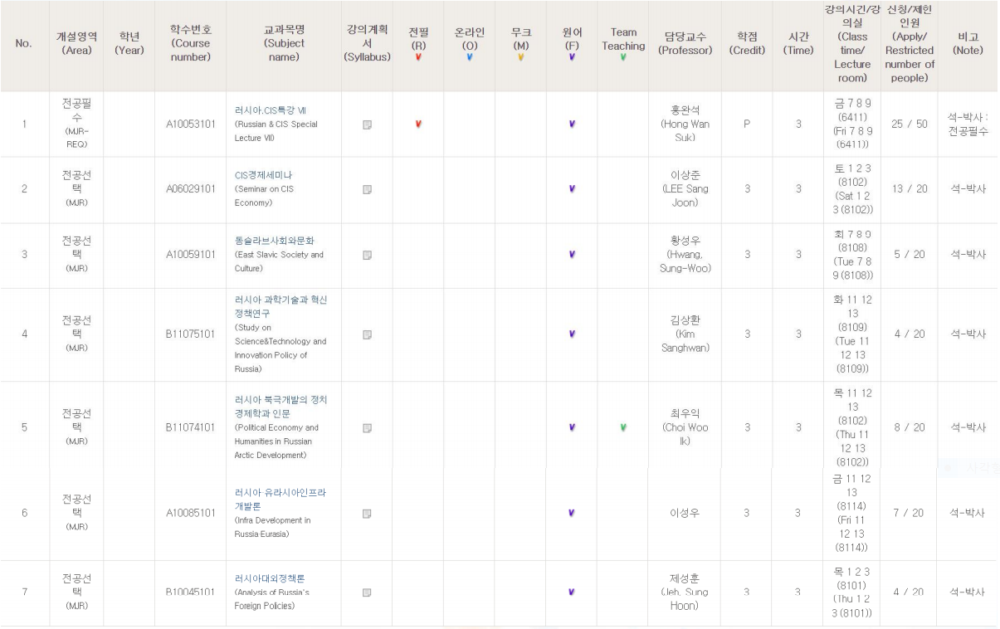 No.
개설영역
(Area)
학년
(Year)
학수번호
(Course
number)
교과목명
(Subject
name)
강의계획
서
(Syllabus)
전필
(R)
온라인
(O)
무크
(M)
원어
(F)
Team
Teaching
담당교수
(Professor)
학점
(Credit)
시간
(Time)
강의시간/강
의실
(Class
time/
Lecture
room)
신청/제한
인원
(Apply/
Restricted
number of
people)
비고
(Note)
1
전공필
수
(MJR-
REQ)
A10053101
러시아.CIS특강 VII
(Russian & CIS Special
Lecture VII)
홍완석
(Hong Wan
Suk)
P
3
금 7 8 9
(6411)
(Fri 7 8 9
(6411))
25 / 50
석-박사 :
전공필수
2
전공선
택
(MJR)
A06029101
CIS경제세미나
(Seminar on CIS
Economy)
이상준
(LEE Sang
Joon)
3
3
토 1 2 3
(8102)
(Sat 1 2
3 (8102))
13 / 20
석-박사
3
전공선
택
(MJR)
A10059101
동슬라브사회와문화
(East Slavic Society and
Culture)
황성우
(Hwang,
Sung-Woo)
3
3
화 7 8 9
(8108)
(Tue 7 8
9 (8108))
5 / 20
석-박사
4
전공선
택
(MJR)
B11075101
러시아 과학기술과 혁신
정책연구
(Study on
Science&Technology and
Innovation Policy of
Russia)
김상환
(Kim
Sanghwan)
3
3
화 11 12
13
(8109)
(Tue 11
12 13
(8109))
4 / 20
석-박사
5
전공선
택
(MJR)
B11074101
러시아 북극개발의 정치
경제학과 인문
(Political Economy and
Humanities in Russian
Arctic Development)
최우익
(Choi Woo
Ik)
3
3
목 11 12
13
(8102)
(Thu 11
12 13
(8102))
8 / 20
석-박사
6
전공선
택
(MJR)
A10085101
러시아·유라시아인프라
개발론
(Infra Development in
Russia·Eurasia)
이성우
3
3
금 11 12
13
(8114)
(Fri 11
12 13
(8114))
7 / 20
석-박사
7
전공선
택
(MJR)
B10045101
러시아대외정책론
(Analysis of Russia's
Foreign Policies)
제성훈
(Jeh, Sung
Hoon)
3
3
목 1 2 3
(8101)
(Thu 1 2
3 (8101))
4 / 20
석-박사